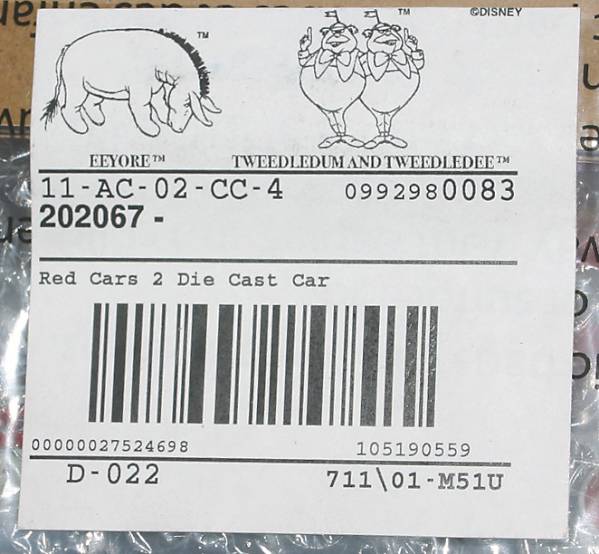 TM TM ©DISNEY
EEYORE™ TWEEDLEDUM AND TWEEDLEDEE™
11-AC-02-CC-4 0992980083
202067 -
Red Cars 2 Die Cast Car
00000027524698 105190559
D-022 711\01-M51U